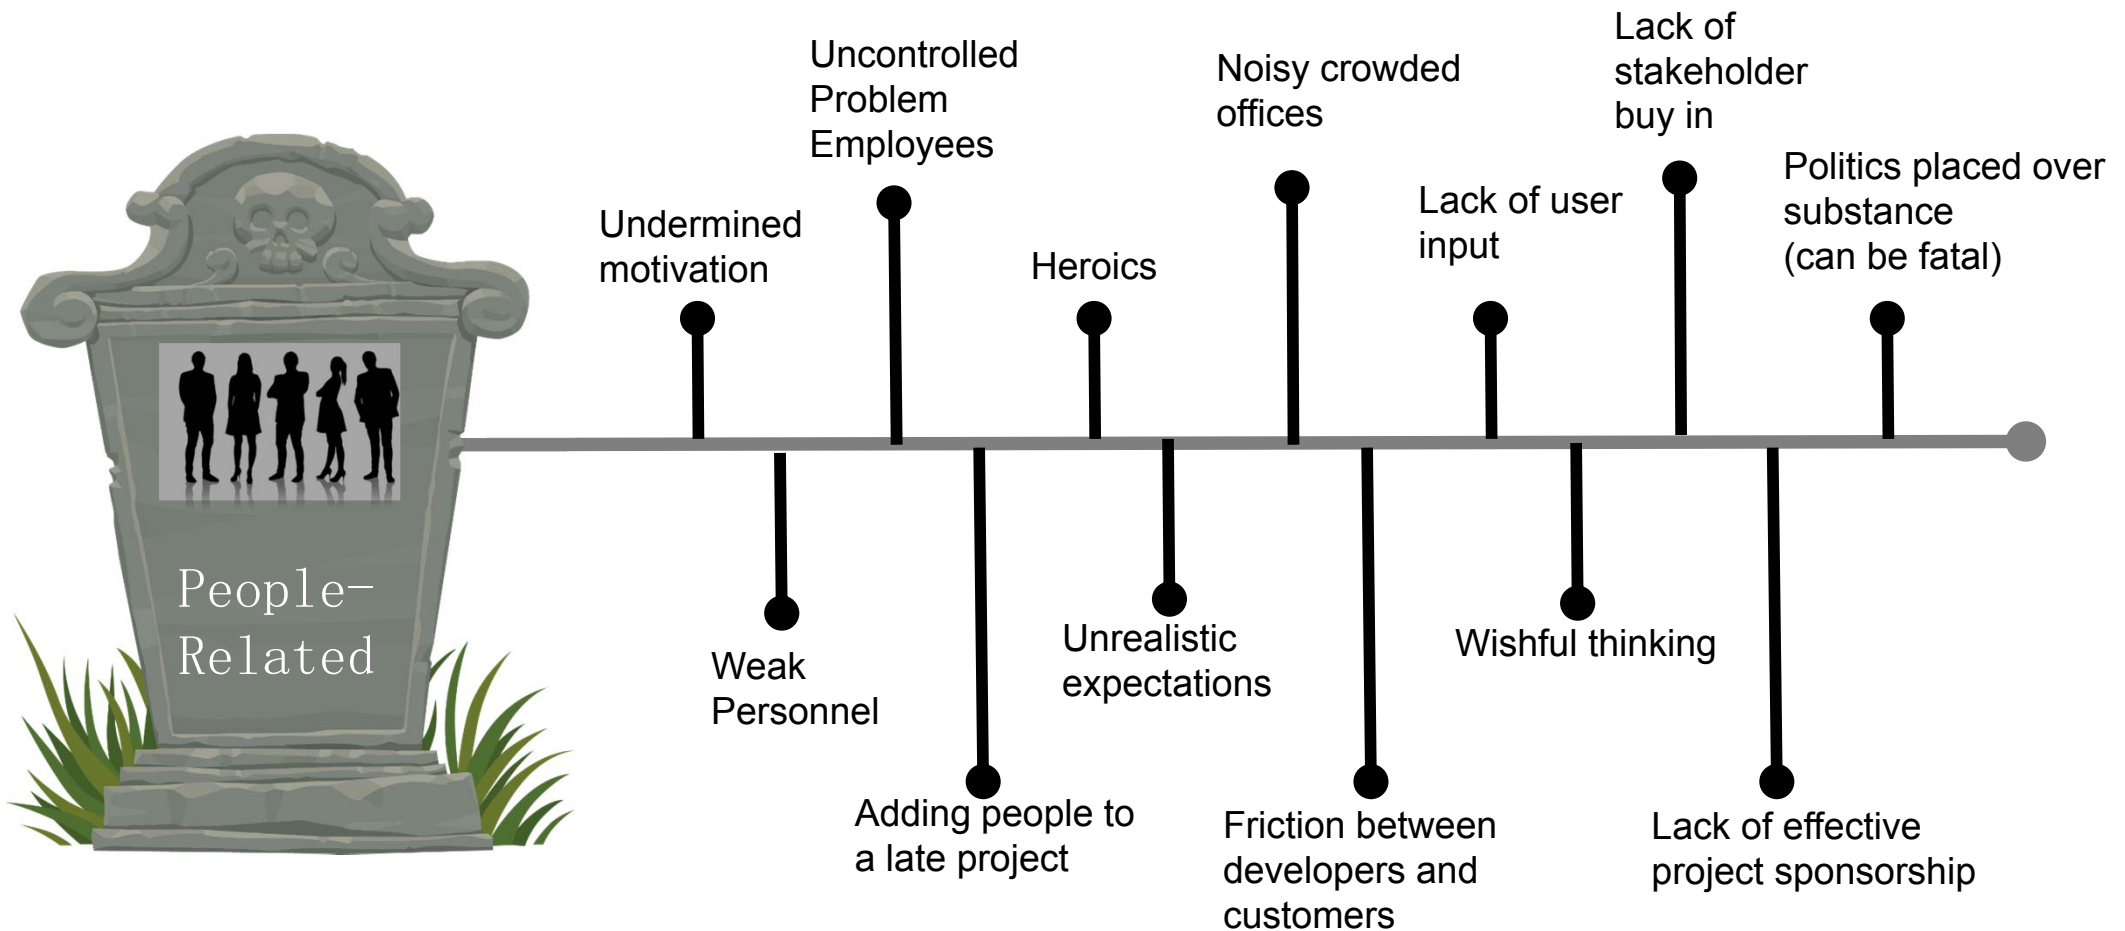 People-
Related
Undermined
motivation
Weak
Personnel
Uncontrolled
Problem
Employees
Adding people to
a late project
Heroics
Unrealistic
expectations
Noisy crowded
offices
Friction between
developers and
customers
Lack of user
input
Wishful thinking
Lack of
stakeholder
buy in
Lack of effective
project sponsorship
Politics placed over
substance
(can be fatal)